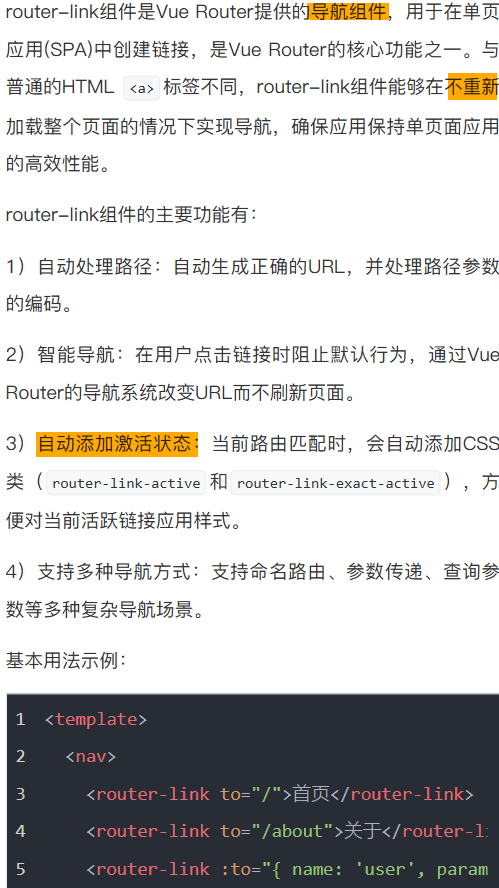 router-link组件是Vue Router提供的导航组件，用于在单页
应用(SPA)中创建链接，是Vue Router的核心功能之一。与
普通的HTML <a> 标签不同，router-link组件能够在不重新
加载整个页面的情况下实现导航，确保应用保持单页面应用
的高效性能。
router-link组件的主要功能有：
1）自动处理路径：自动生成正确的URL，并处理路径参数
的编码。
2）智能导航：在用户点击链接时阻止默认行为，通过Vue
Router的导航系统改变URL而不刷新页面。
3）自动添加激活状态：当前路由匹配时，会自动添加CSS
类（ router-link-active 和 router-link-exact-active ），方
便对当前活跃链接应用样式。
4）支持多种导航方式：支持命名路由、参数传递、查询参
数等多种复杂导航场景。
基本用法示例：
1 <template>
2 <nav>
3 <router-link to="/">首页</router-link>
4 <router-link to="/about">关于</router-l
5 <router-link :to="{ name: 'user', param